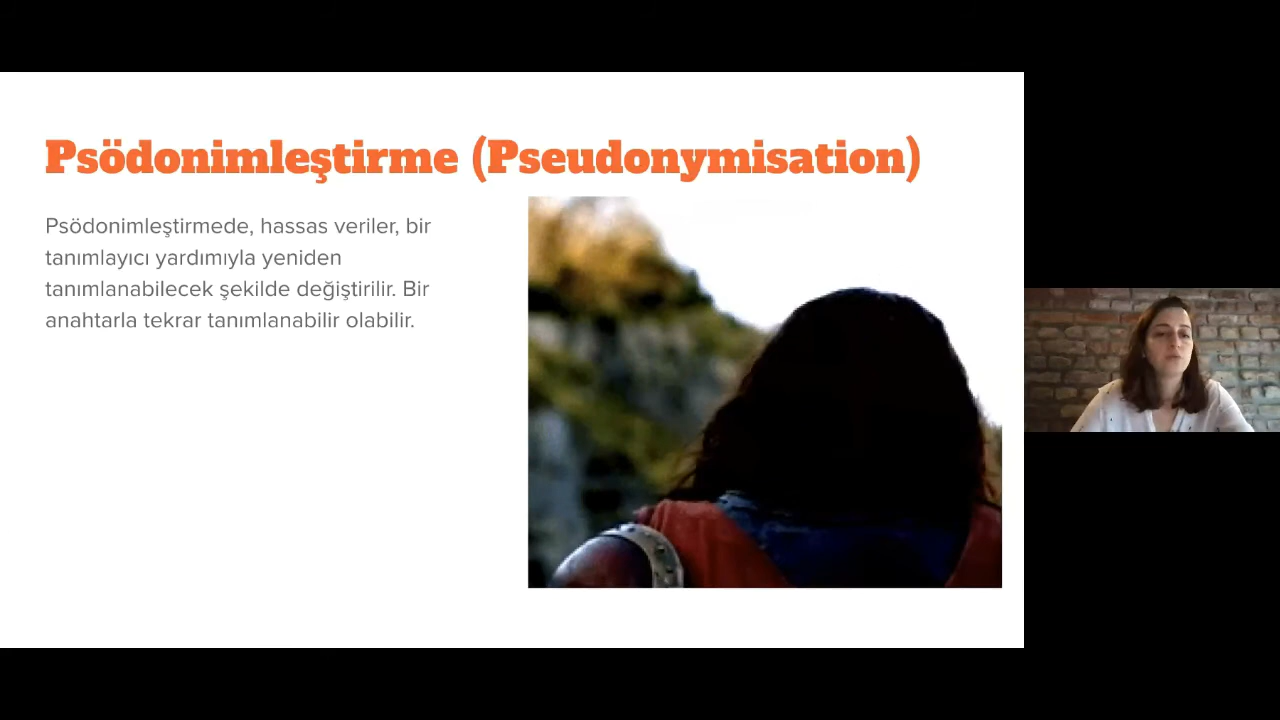 Psödonimleştirme (Pseudonymisation)
Psödonimleştirmede, hassas veriler, bir
tanımlayıcı yardımıyla yeniden
tanımlanabilecek şekilde değiştirilir. Bir
anahtarla tekrar tanımlanabilir olabilir.